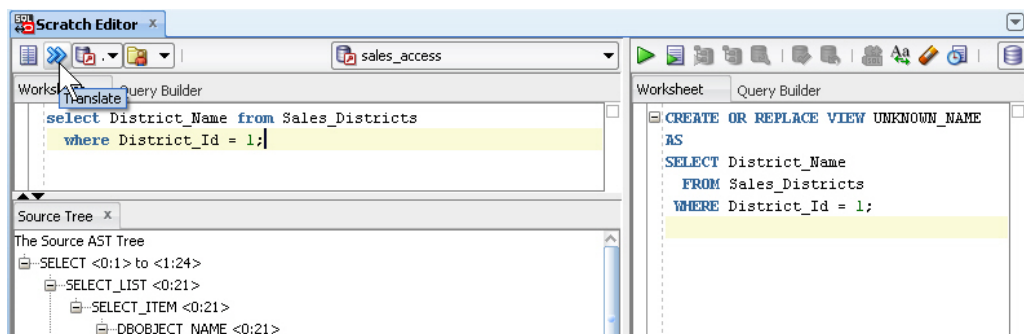 Scratch Editor
sales_access
Worksh
Query Builder
Translate
select District_Name from Sales_Districts
where District_Id = 1;
Source Tree
The Source AST Tree
SELECT <0:1> to <1:24>
SELECT_LIST <0:21>
SELECT_ITEM <0:21>
DBOBJECT_NAME <0:21>
Worksheet
Query Builder
CREATE OR REPLACE VIEW UNKNOWN_NAME
AS
SELECT District_Name
FROM Sales_Districts
WHERE District_Id = 1;